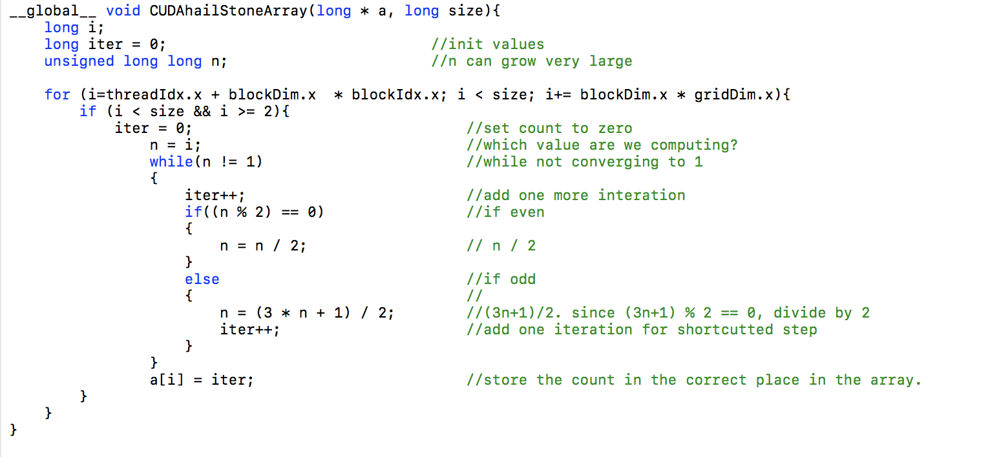 __global__ void CUDAhailStoneArray(long * a, long size){
    long i;
    long iter = 0;                              //init values
    unsigned long long n;                       //n can grow very large

    for (i=threadIdx.x + blockDim.x  * blockIdx.x; i < size; i+= blockDim.x * gridDim.x){
        if (i < size && i >= 2){
            iter = 0;                               //set count to zero
                n = i;                              //which value are we computing?
                while(n != 1)                       //while not converging to 1
                {
                    iter++;                         //add one more interation
                    if((n % 2) == 0)                //if even
                    {
                        n = n / 2;                  // n / 2
                    }
                    else                            //if odd
                    {                               //
                        n = (3 * n + 1) / 2;        //(3n+1)/2. since (3n+1) % 2 == 0, divide by 2
                        iter++;                     //add one iteration for shortcutted step
                    }
                }
                a[i] = iter;                        //store the count in the correct place in the array.
        }
    }
}